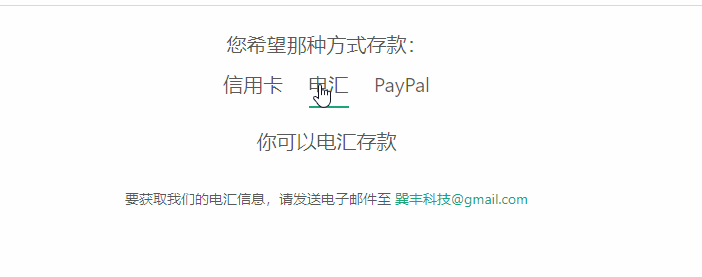 您希望那种方式存款：
信用卡 电汇 PayPal
你可以电汇存款
要获取我们的电汇信息，请发送电子邮件至 巽丰科技@gmail.com